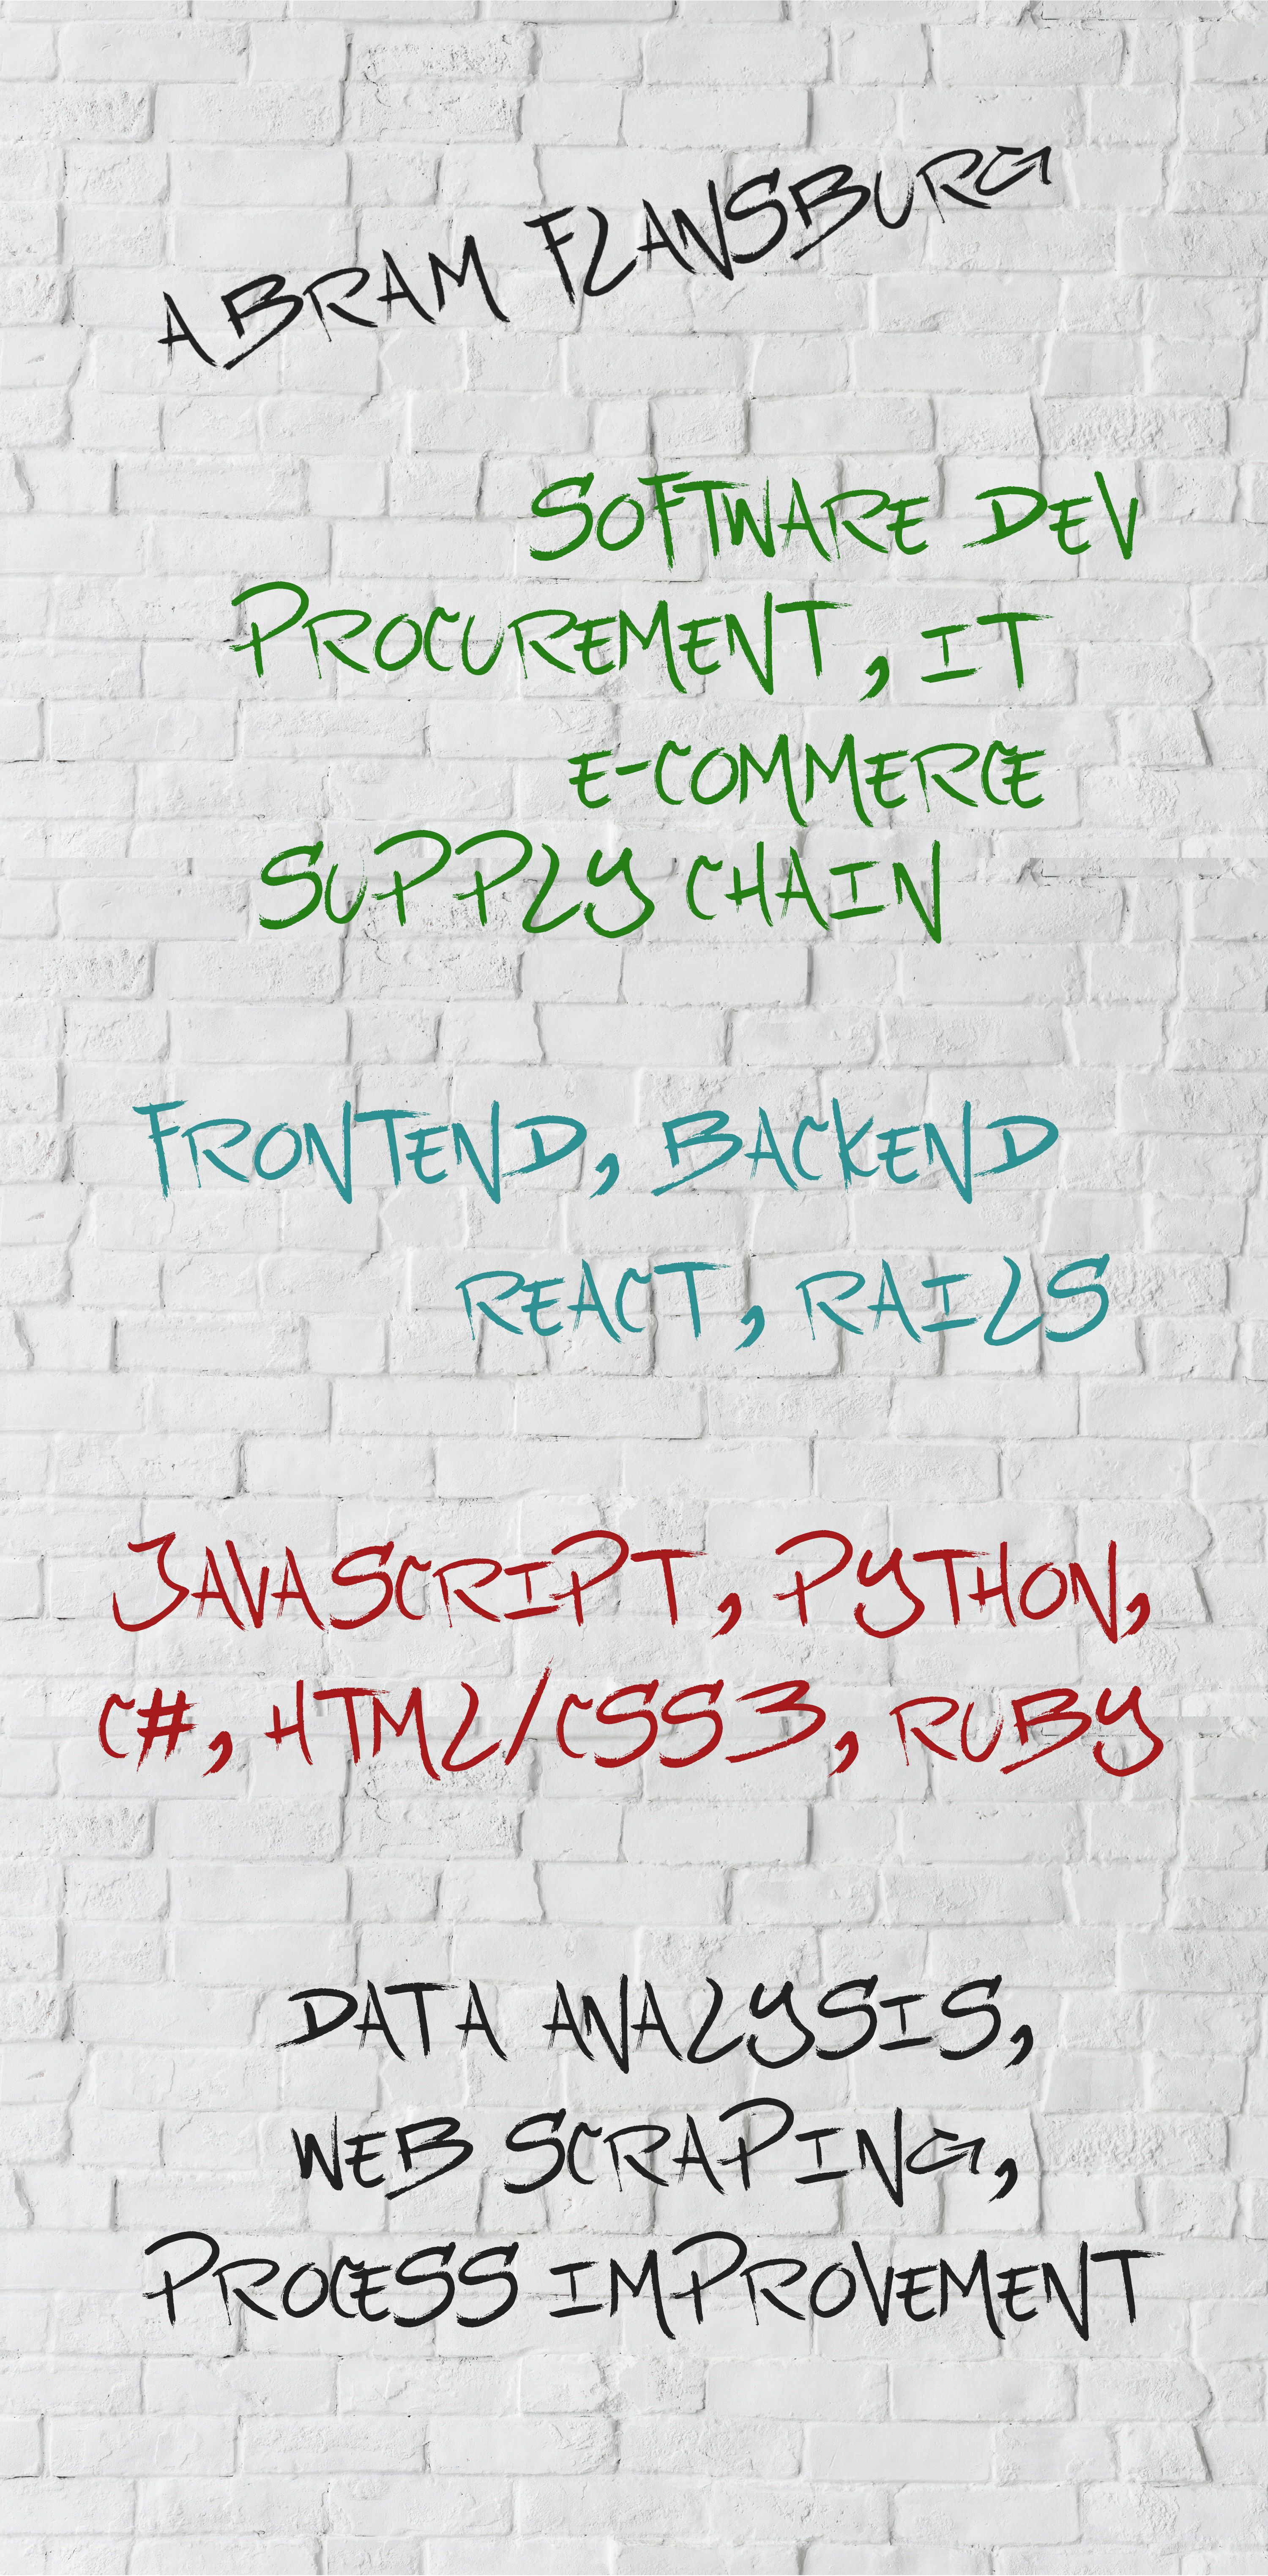 ABRAM FLANSBURG
SOFTWARE DEV
PROCUREMENT, IT
E-COMMERCE
SUPPLY CHAIN
FRONTEND, BACKEND
REACT, RAILS
JAVASCRIPT, PYTHON,
C#, HTML/CSS3, RUBY
DATA ANALYSIS,
WEB SCRAPING,
PROCESS IMPROVEMENT